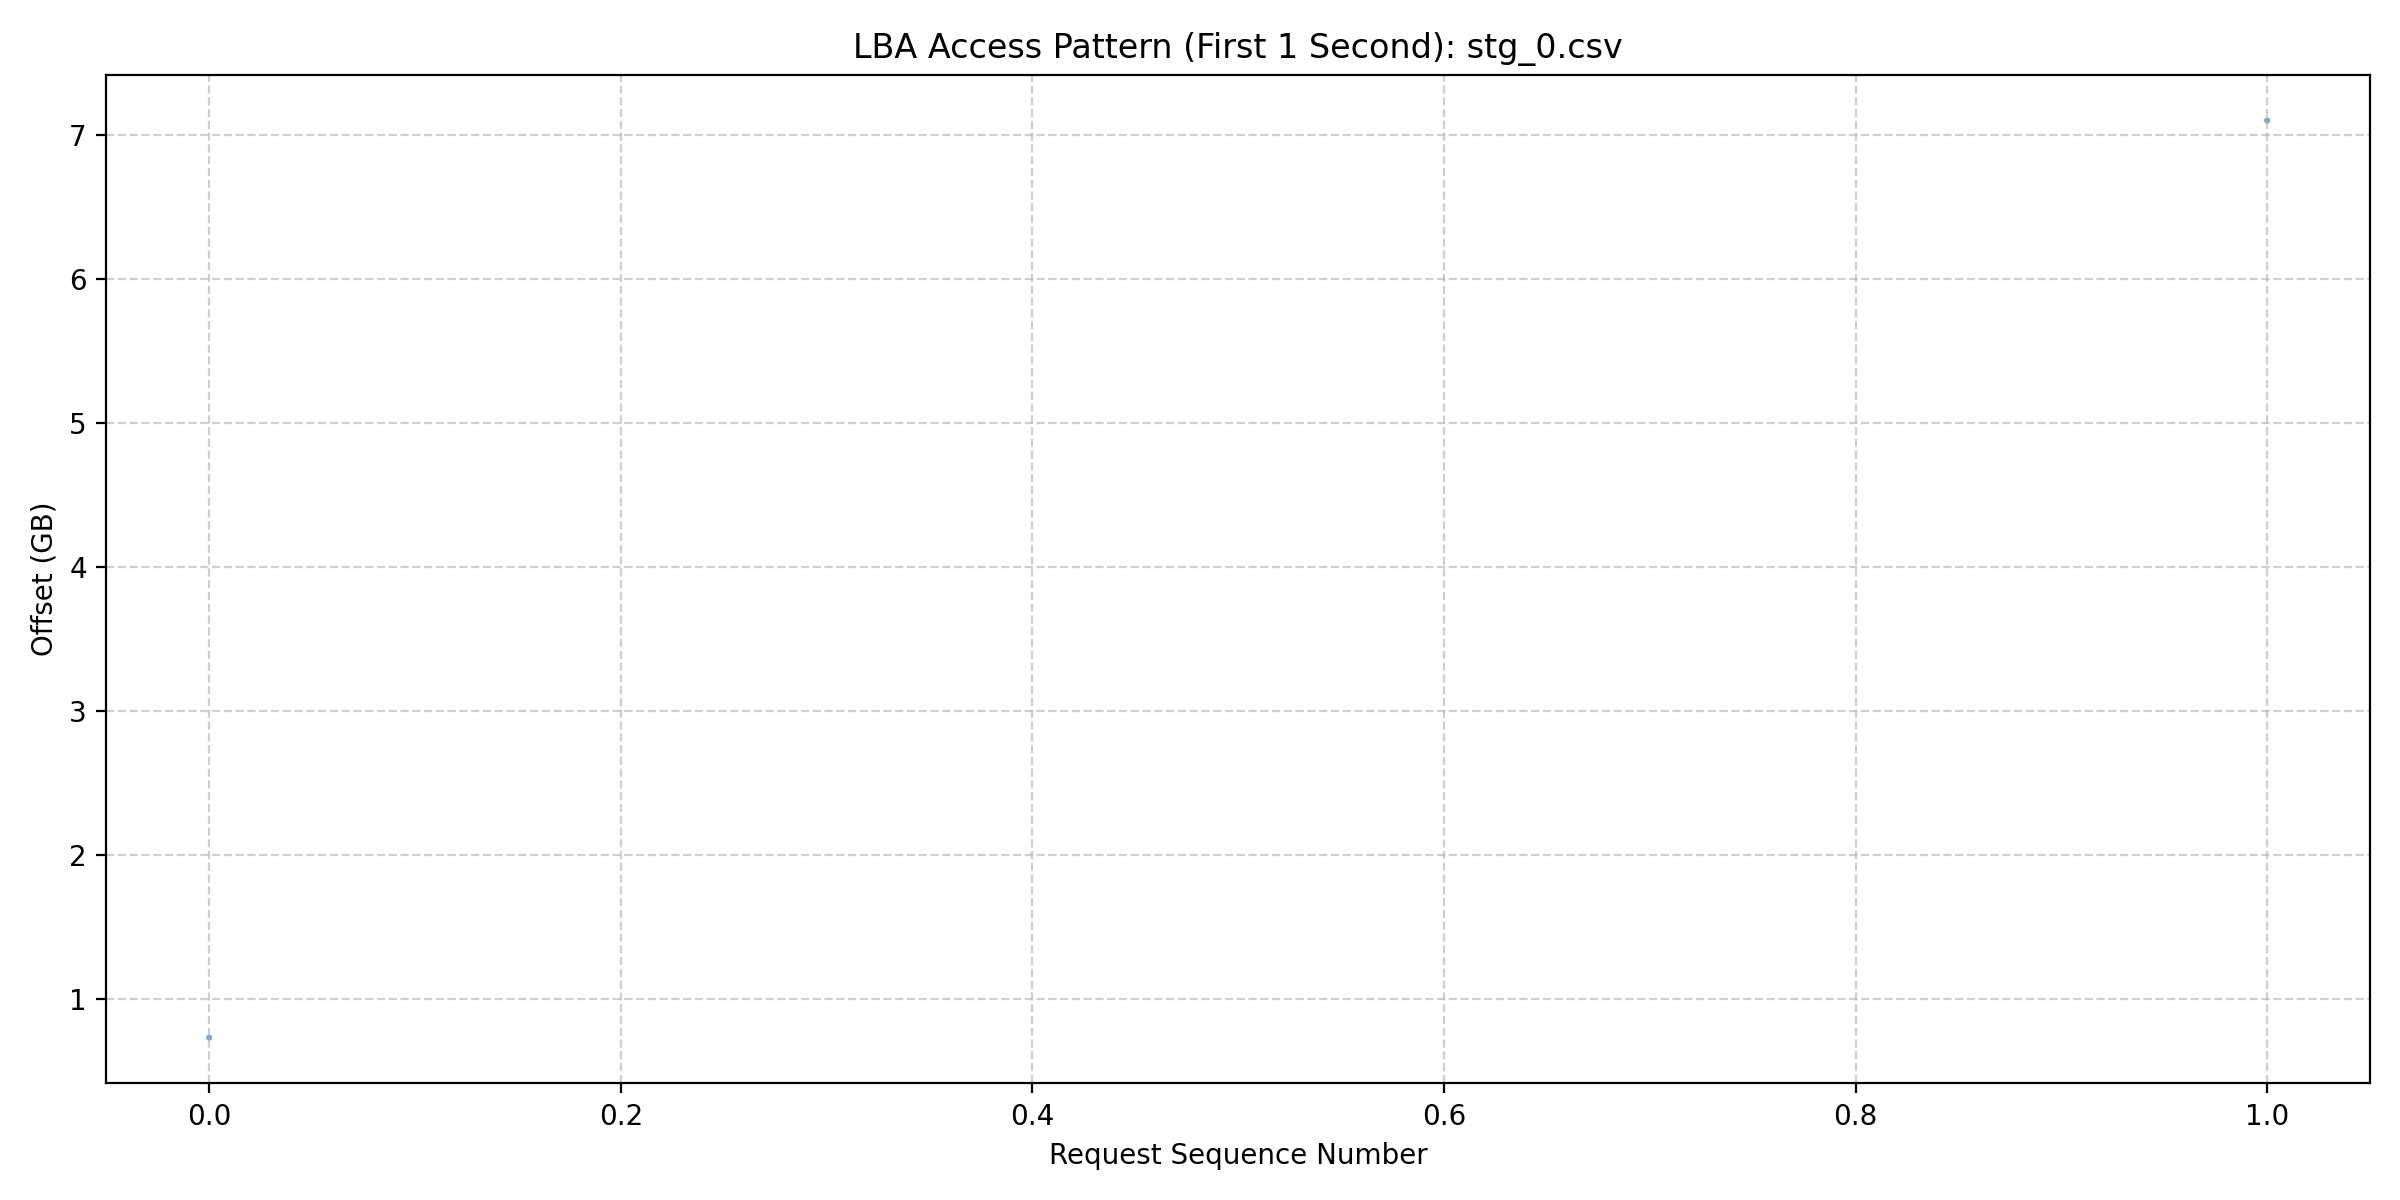 LBA Access Pattern (First 1 Second): stg_0.csv
Offset (GB)
7
6
5
4
3
2
1
0.0 0.2 0.4 0.6 0.8 1.0
Request Sequence Number